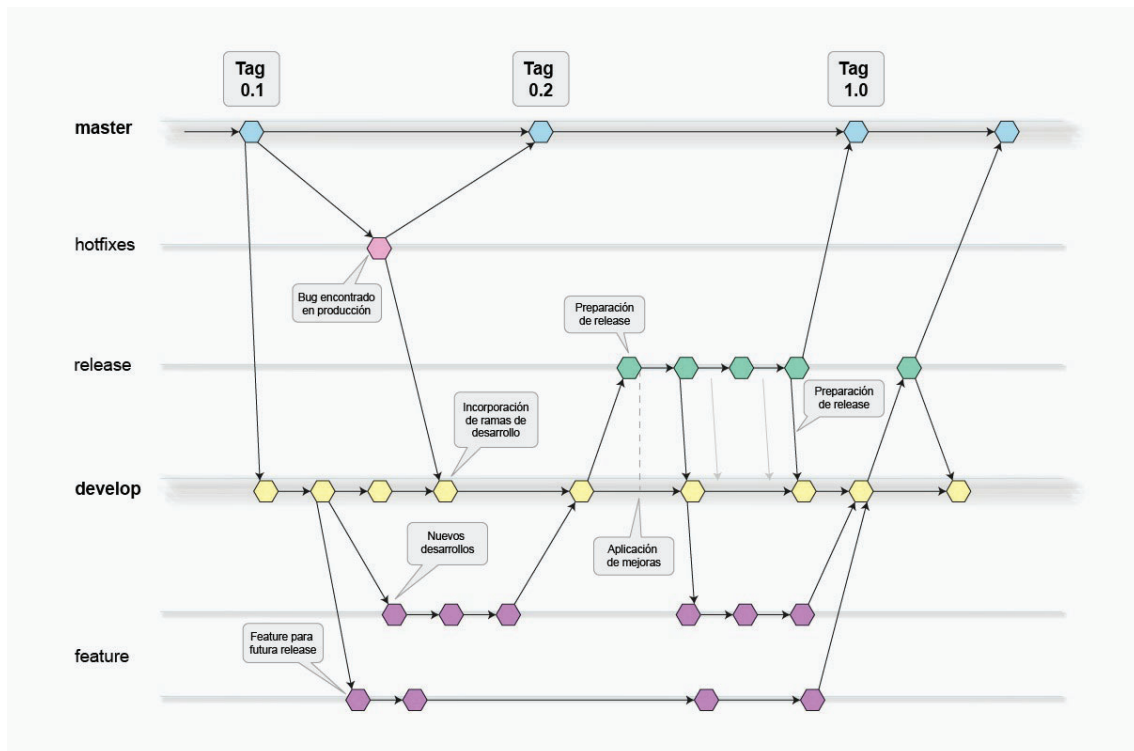 Tag
0.1
Tag
0.2
Tag
1.0
master
hotfixes
Bug encontrado
en producción
Preparación
de release
release
Preparación
de release
Incorporación
de ramas de
desarrollo
develop
Nuevos
desarrollos
Aplicación
de mejoras
Feature para
futura release
feature